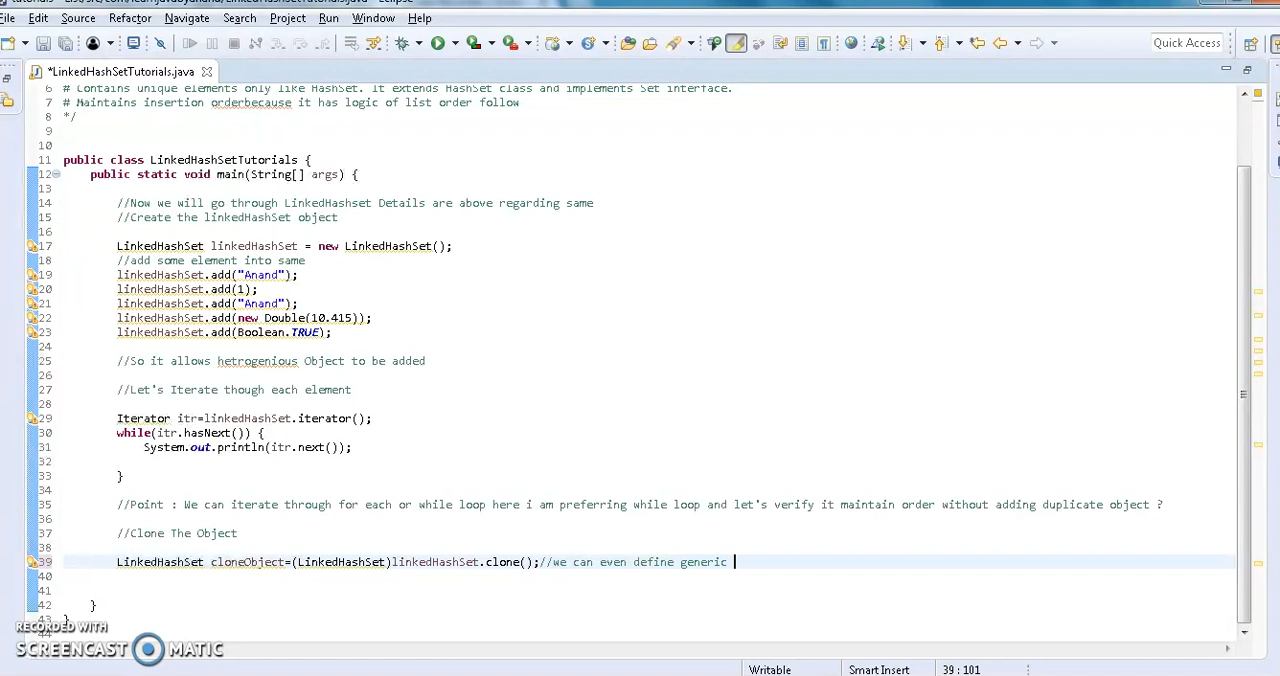 File Edit Source Refactor Navigate Search Project Run Window Help
Quick Access
*LinkedHashSetTutorials.java
6 # Contains unique elements only like HashSet. It extends HashSet class and implements Set interface.
7 # Maintains insertion orderbecause it has logic of list order follow
8 */
9
10
11 public class LinkedHashSetTutorials {
12 public static void main(String[] args) {
13
14 //Now we will go through LinkedHashset Details are above regarding same
15 //Create the linkedHashSet object
16
17 LinkedHashSet linkedHashSet = new LinkedHashSet();
18 //add some element into same
19 linkedHashSet.add("Anand");
20 linkedHashSet.add(1);
21 linkedHashSet.add("Anand");
22 linkedHashSet.add(new Double(10.415));
23 linkedHashSet.add(Boolean.TRUE);
24
25 //So it allows hetrogenious Object to be added
26
27 //Let's Iterate though each element
28
29 Iterator itr=linkedHashSet.iterator();
30 while(itr.hasNext()) {
31 System.out.println(itr.next());
32
33 }
34
35 //Point : We can iterate through for each or while loop here i am preferring while loop and let's verify it maintain order without adding duplicate object ?
36
37 //Clone The Object
38
39 LinkedHashSet cloneObject=(LinkedHashSet)linkedHashSet.clone();//we can even define generic
40
41
42 }
43 }
44
RECORDED WITH
SCREENCAST MATIC
Writable Smart Insert 39 : 101